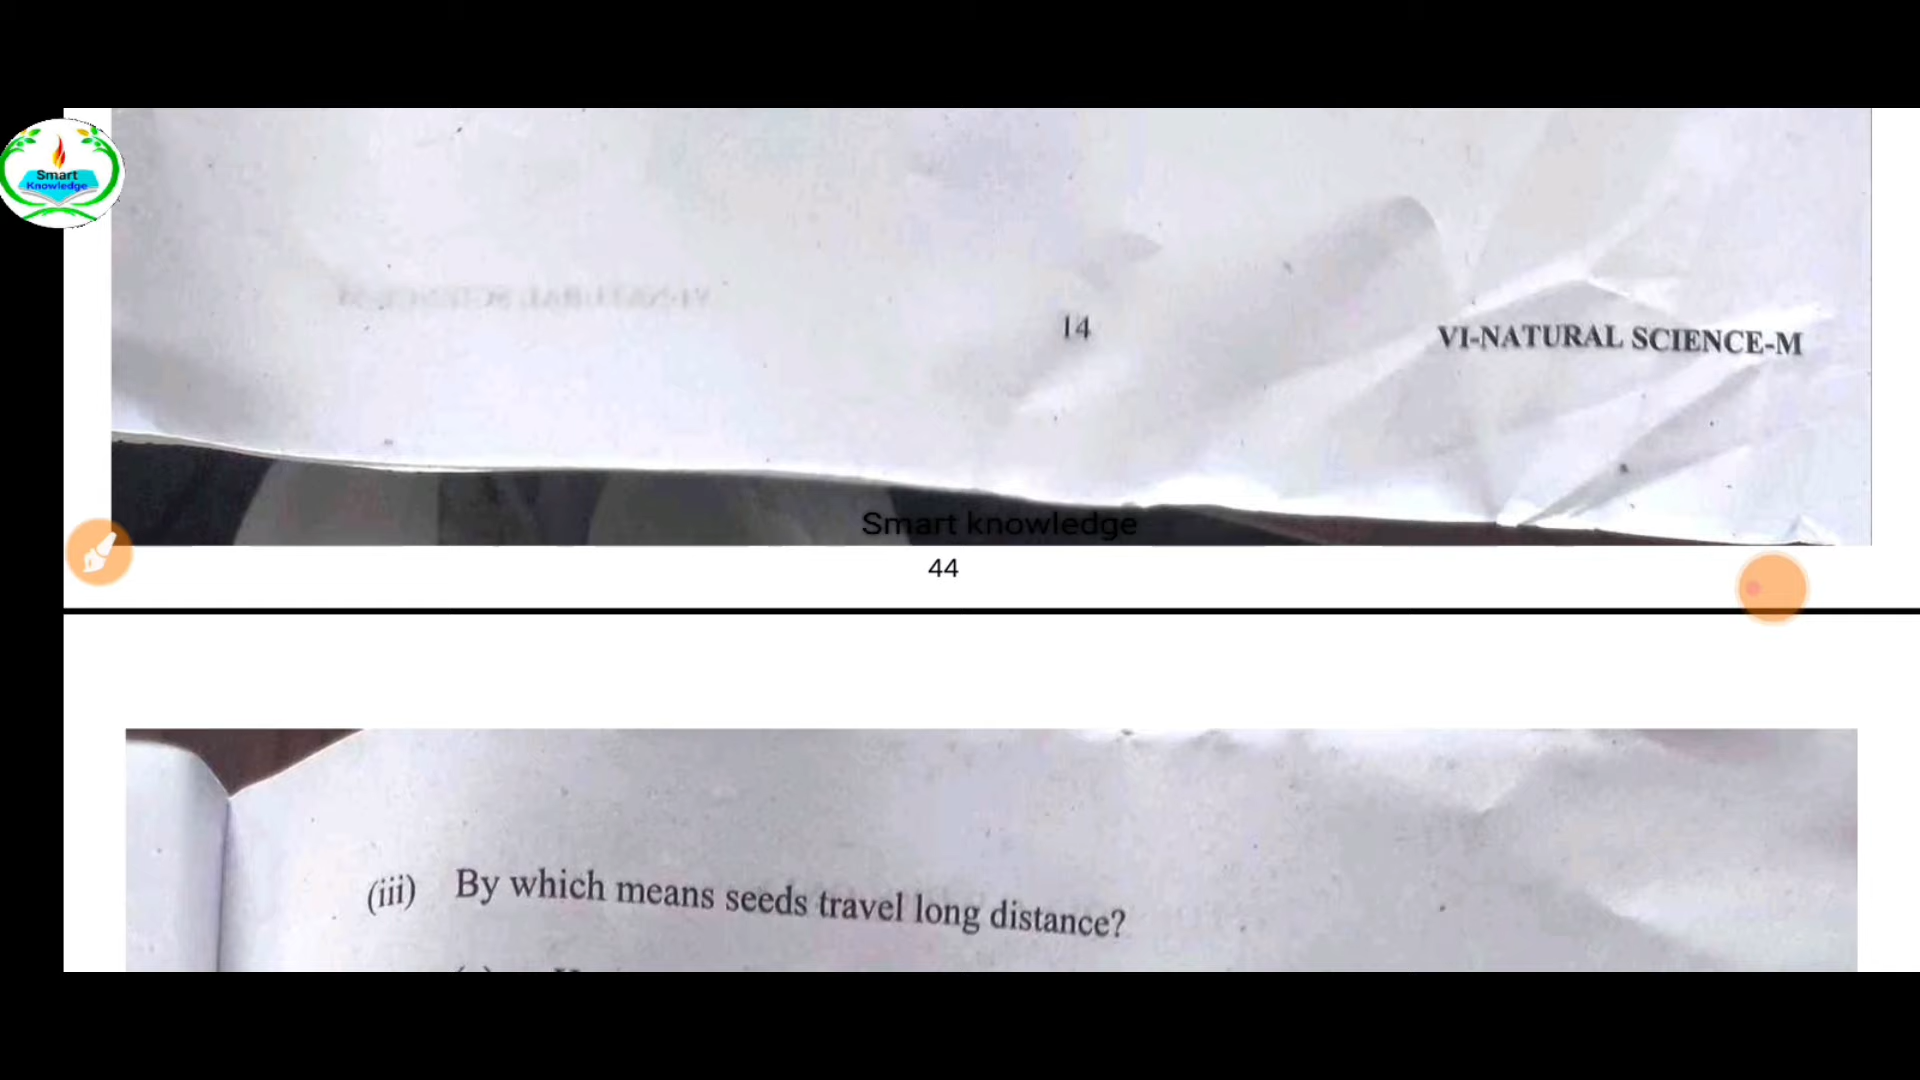 Smart
Knowledge
14
VI-NATURAL SCIENCE-M
Smart knowledge
44
(iii) By which means seeds travel long distance?